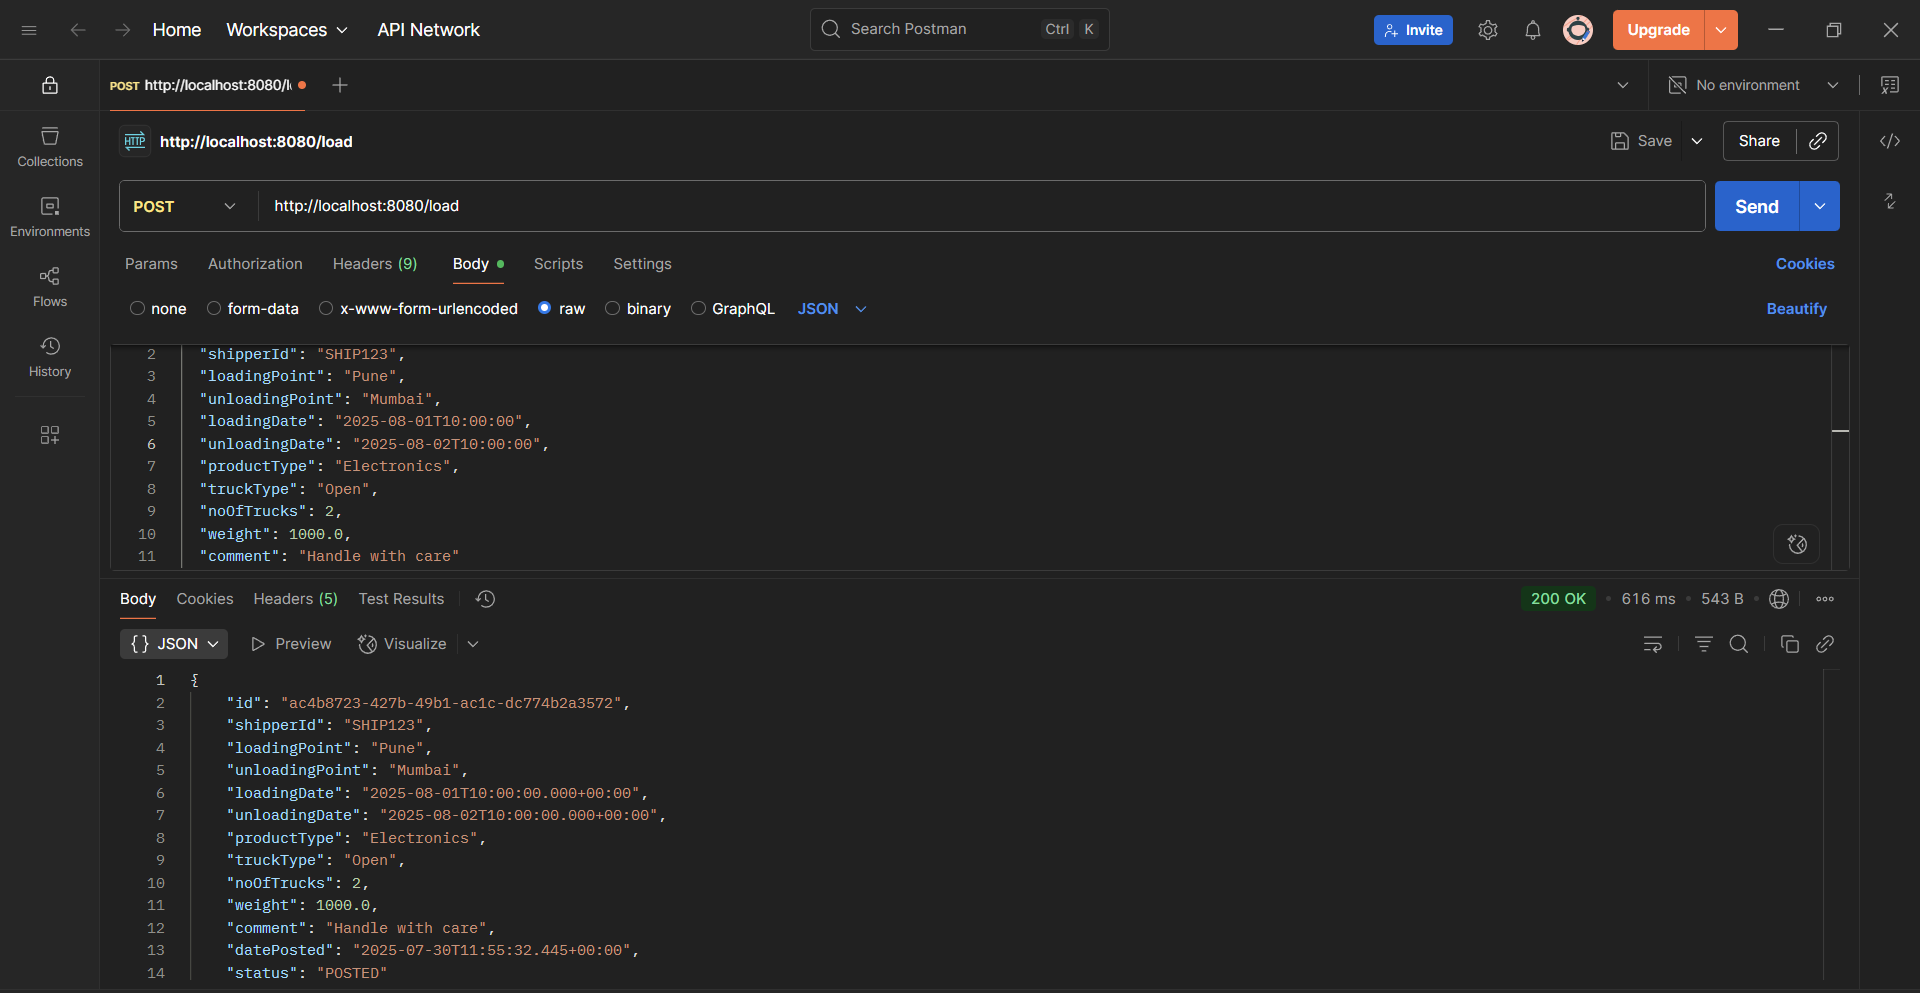 Home Workspaces API Network Search Postman Ctrl K Invite Upgrade
POST http://localhost:8080/l No environment
Collections
Environments
Flows
History
HTTP http://localhost:8080/load Save Share
POST http://localhost:8080/load Send
Params Authorization Headers (9) Body Scripts Settings Cookies
none form-data x-www-form-urlencoded raw binary GraphQL JSON Beautify
2 "shipperId": "SHIP123",
3 "loadingPoint": "Pune",
4 "unloadingPoint": "Mumbai",
5 "loadingDate": "2025-08-01T10:00:00",
6 "unloadingDate": "2025-08-02T10:00:00",
7 "productType": "Electronics",
8 "truckType": "Open",
9 "noOfTrucks": 2,
10 "weight": 1000.0,
11 "comment": "Handle with care"
Body Cookies Headers (5) Test Results 200 OK • 616 ms • 543 B •
{} JSON Preview Visualize
1 {
2 "id": "ac4b8723-427b-49b1-ac1c-dc774b2a3572",
3 "shipperId": "SHIP123",
4 "loadingPoint": "Pune",
5 "unloadingPoint": "Mumbai",
6 "loadingDate": "2025-08-01T10:00:00.000+00:00",
7 "unloadingDate": "2025-08-02T10:00:00.000+00:00",
8 "productType": "Electronics",
9 "truckType": "Open",
10 "noOfTrucks": 2,
11 "weight": 1000.0,
12 "comment": "Handle with care",
13 "datePosted": "2025-07-30T11:55:32.445+00:00",
14 "status": "POSTED"